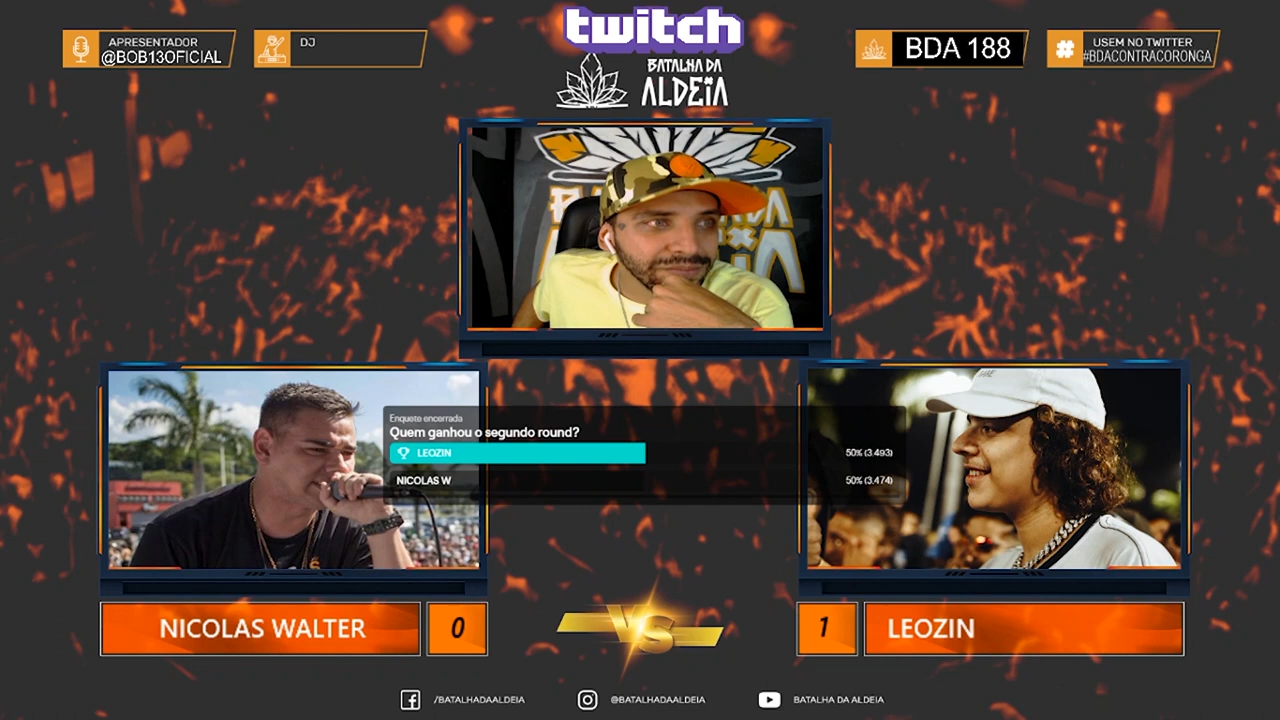 twitch
APRESENTADOR
@BOB13OFICIAL
DJ
BATALHA DA
ALDEIA
BDA 188
#
USEM NO TWITTER
#BDACONTRACORONGA
Enquete encerrada
Quem ganhou o segundo round?
LEOZIN
50% (3.493)
NICOLAS W
50% (3.474)
NICOLAS WALTER
0
VS
1
LEOZIN
/BATALHADAALDEIA
@BATALHADAALDEIA
BATALHA DA ALDEIA